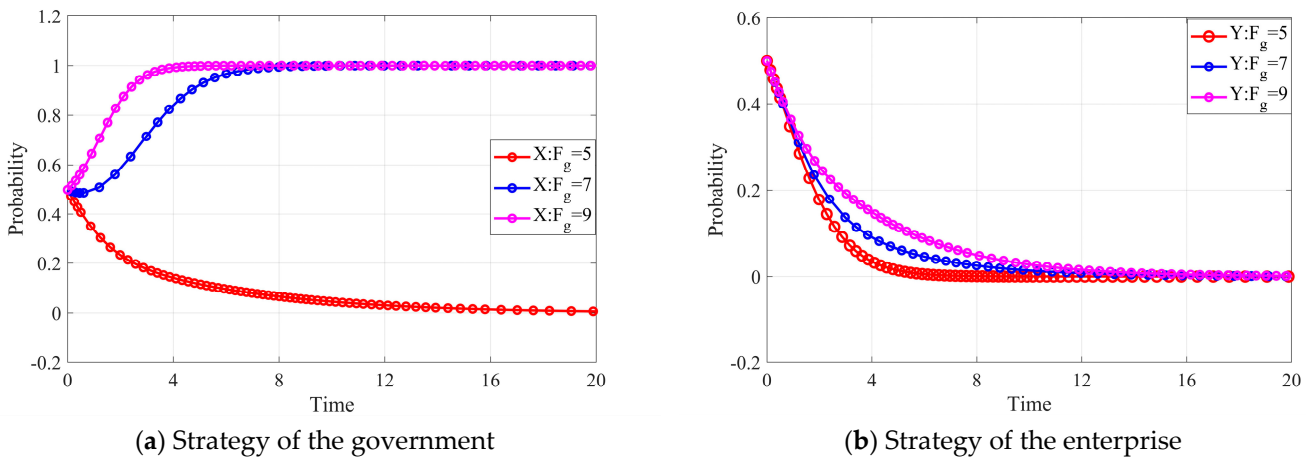 1.2
1
0.8
0.6
0.4
0.2
0
-0.2
Probability
0 4 8 12 16 20
Time
X:F_g=5
X:F_g=7
X:F_g=9
(a) Strategy of the government
0.6
0.4
0.2
0
-0.2
Probability
0 4 8 12 16 20
Time
Y:F_g=5
Y:F_g=7
Y:F_g=9
(b) Strategy of the enterprise